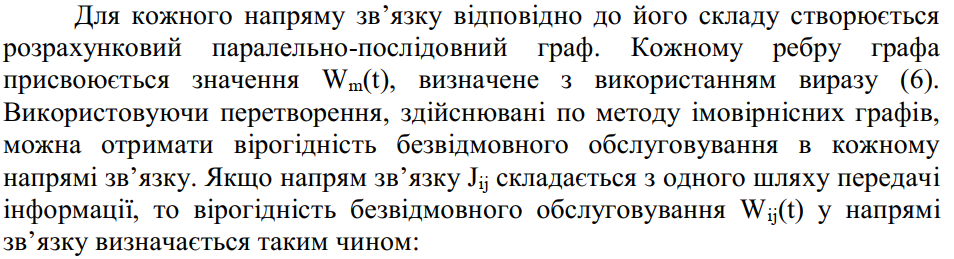 Для кожного напряму зв’язку відповідно до його складу створюється
розрахунковий паралельно-послідовний граф. Кожному ребру графа
присвоюється значення Wm(t), визначене з використанням виразу (6).
Використовуючи перетворення, здійснювані по методу імовірнісних графів,
можна отримати вірогідність безвідмовного обслуговування в кожному
напрямі зв’язку. Якщо напрям зв’язку Jij складається з одного шляху передачі
інформації, то вірогідність безвідмовного обслуговування Wij(t) у напрямі
зв’язку визначається таким чином: